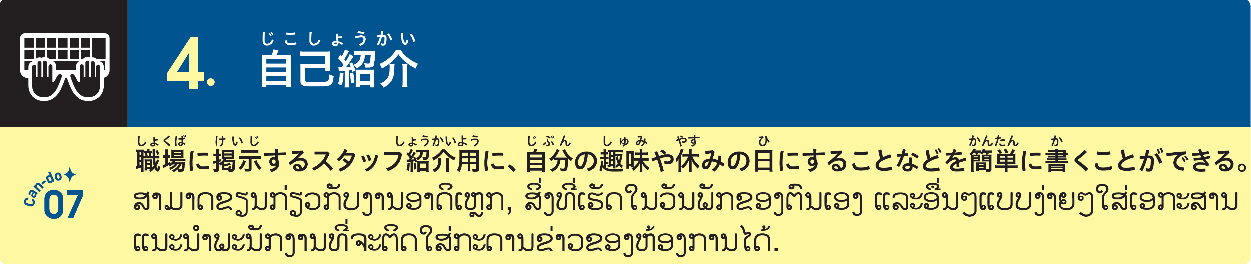 じこしょうかい
4. 自己紹介
しょくば けいじ しょうかいよう じぶん しゅみ やす ひ かんたん か
職場に掲示するスタッフ紹介用に、自分の趣味や休みの日にすることなどを簡単に書くことができる。
Can-do
07
ສາມາດຂຽນກ່ຽວກັບງານອາດິເຫຼກ, ສິ່ງທີ່ເຮັດໃນວັນພັກຂອງຕົນເອງ ແລະອື່ນໆແບບງ່າຍໆໃສ່ເອກະສານ
ແນະນຳພະນັກງານທີ່ຈະຕິດໃສ່ກະດານຂ່າວຂອງຫ້ອງການໄດ້.